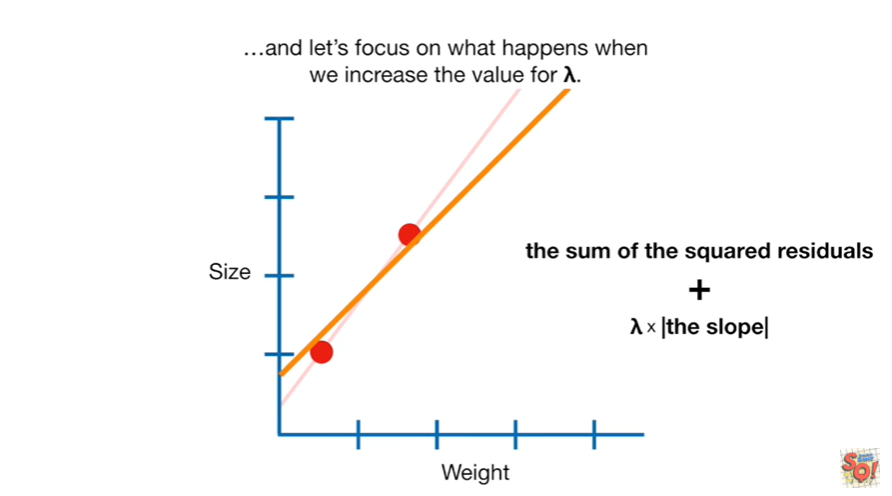 ...and let's focus on what happens when
we increase the value for λ.
Size
the sum of the squared residuals
+
λ × |the slope|
Weight
SQ!